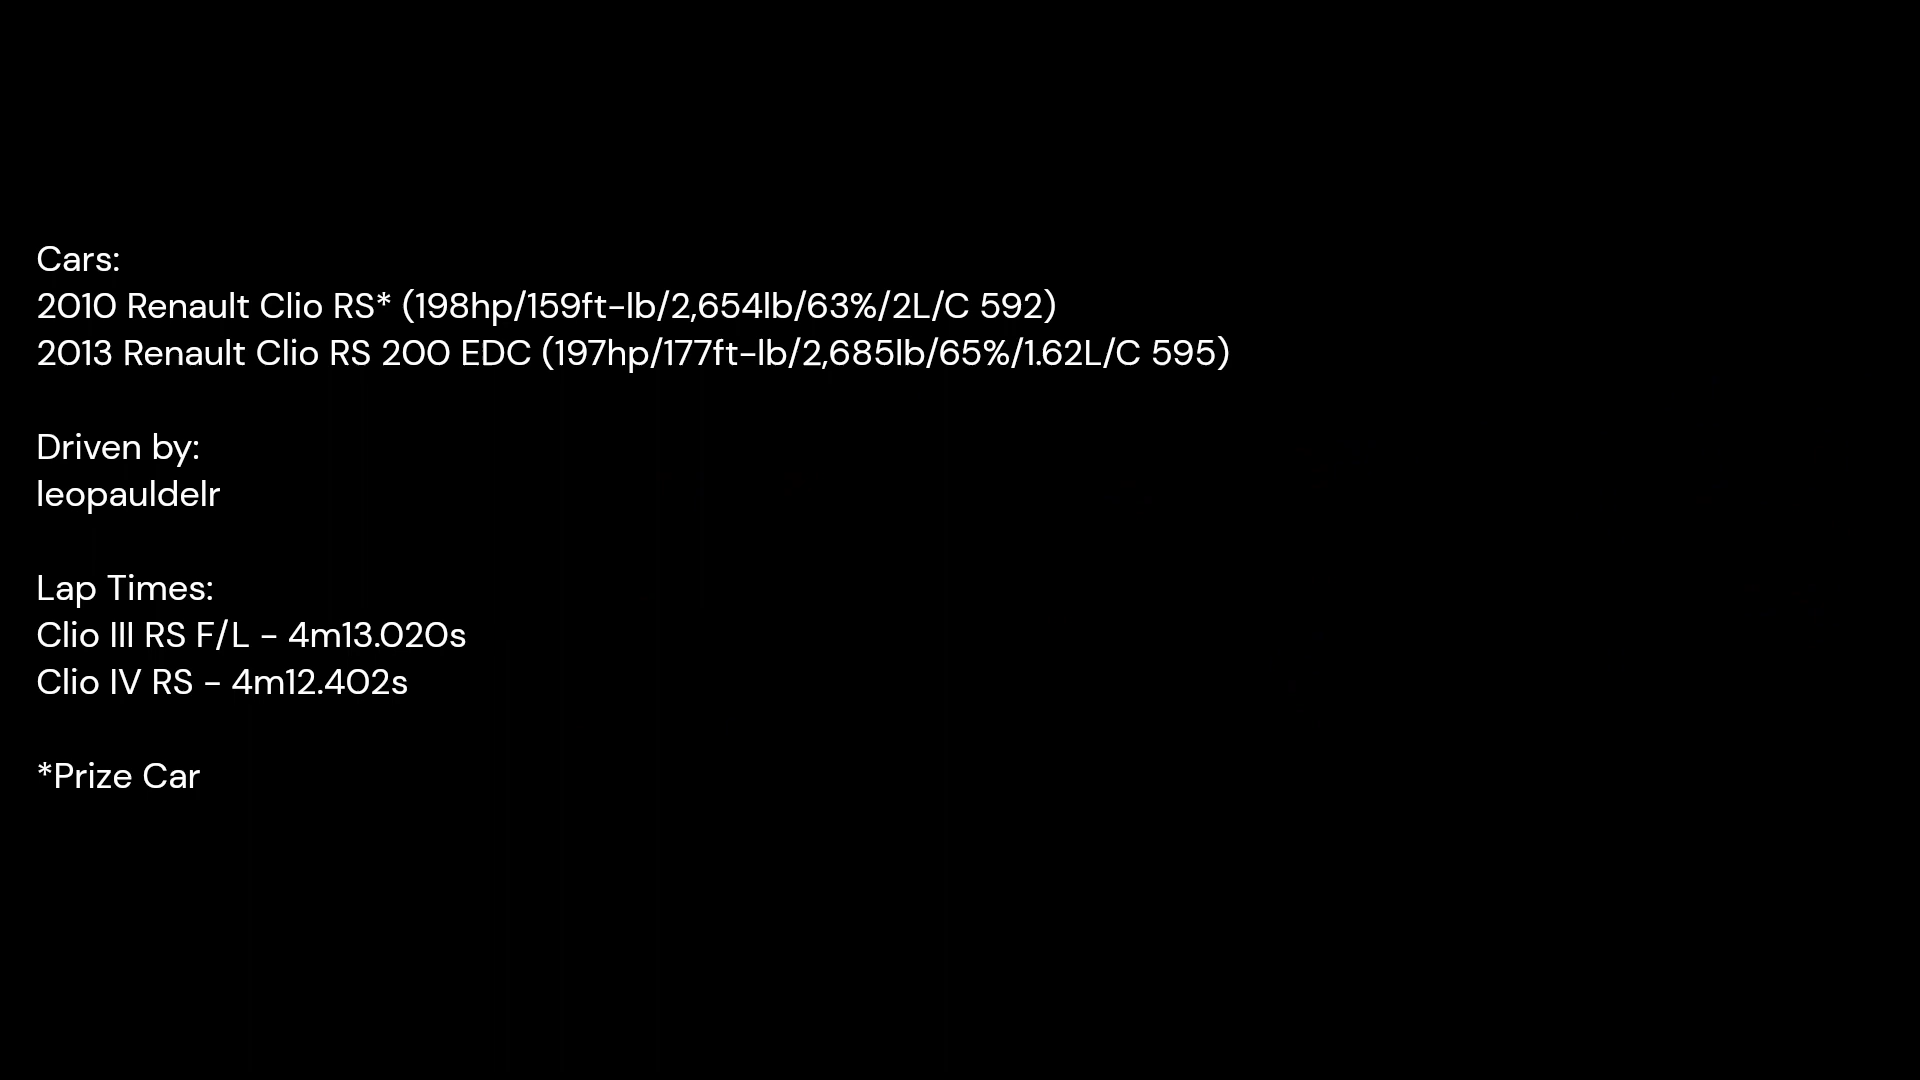 Cars:
2010 Renault Clio RS* (198hp/159ft-lb/2,654lb/63%/2L/C 592)
2013 Renault Clio RS 200 EDC (197hp/177ft-lb/2,685lb/65%/1.62L/C 595)
Driven by:
leopauldelr
Lap Times:
Clio III RS F/L - 4m13.020s
Clio IV RS - 4m12.402s
*Prize Car